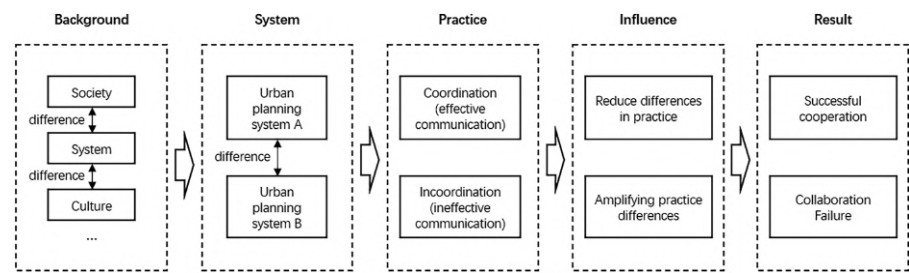 Background
System
Practice
Influence
Result
Society
difference
System
difference
Culture
...
Urban
planning
system A
difference
Urban
planning
system B
Coordination
(effective
communication)
Incoordination
(ineffective
communication)
Reduce differences
in practice
Amplifying practice
differences
Successful
cooperation
Collaboration
Failure